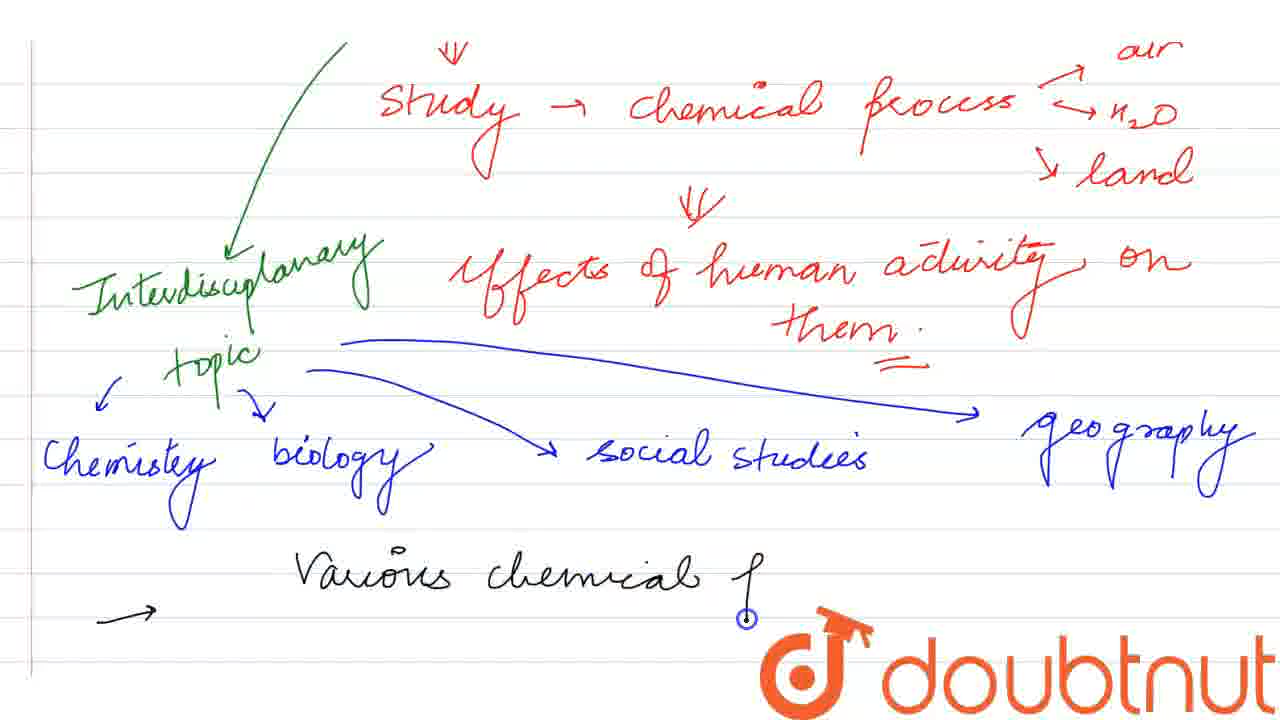 air
Study → Chemical process → H₂O
land
Effects of human activity on
them.
Interdisciplanary
topic
Chemistry biology social studies geography
Various chemical p
doubtnut